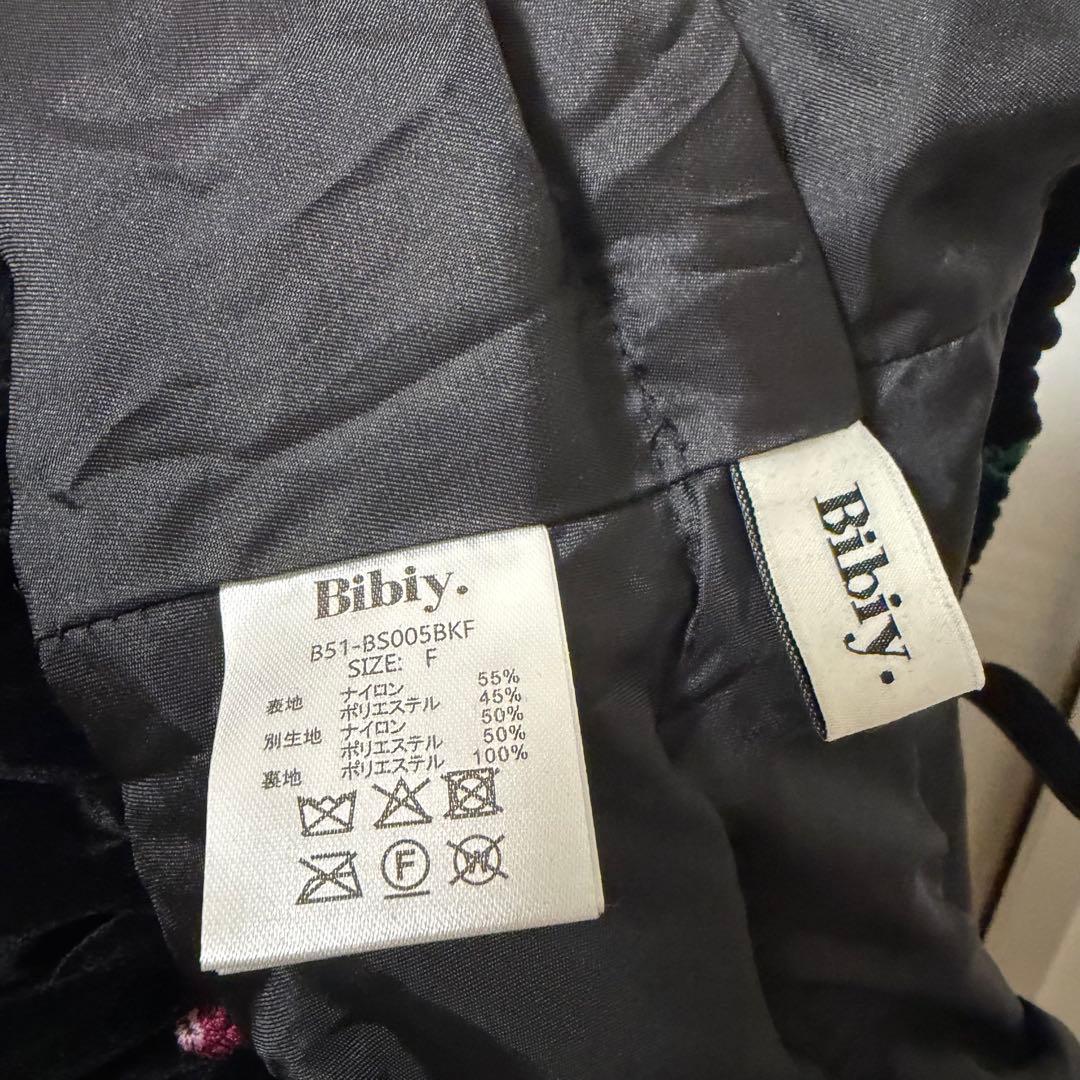 Bibiy.
B51-BS005BKF
SIZE: F
表地 ナイロン 55%
ポリエステル 45%
別生地 ナイロン 50%
ポリエステル 50%
裏地 ポリエステル 100%
F
W
Bibiy.